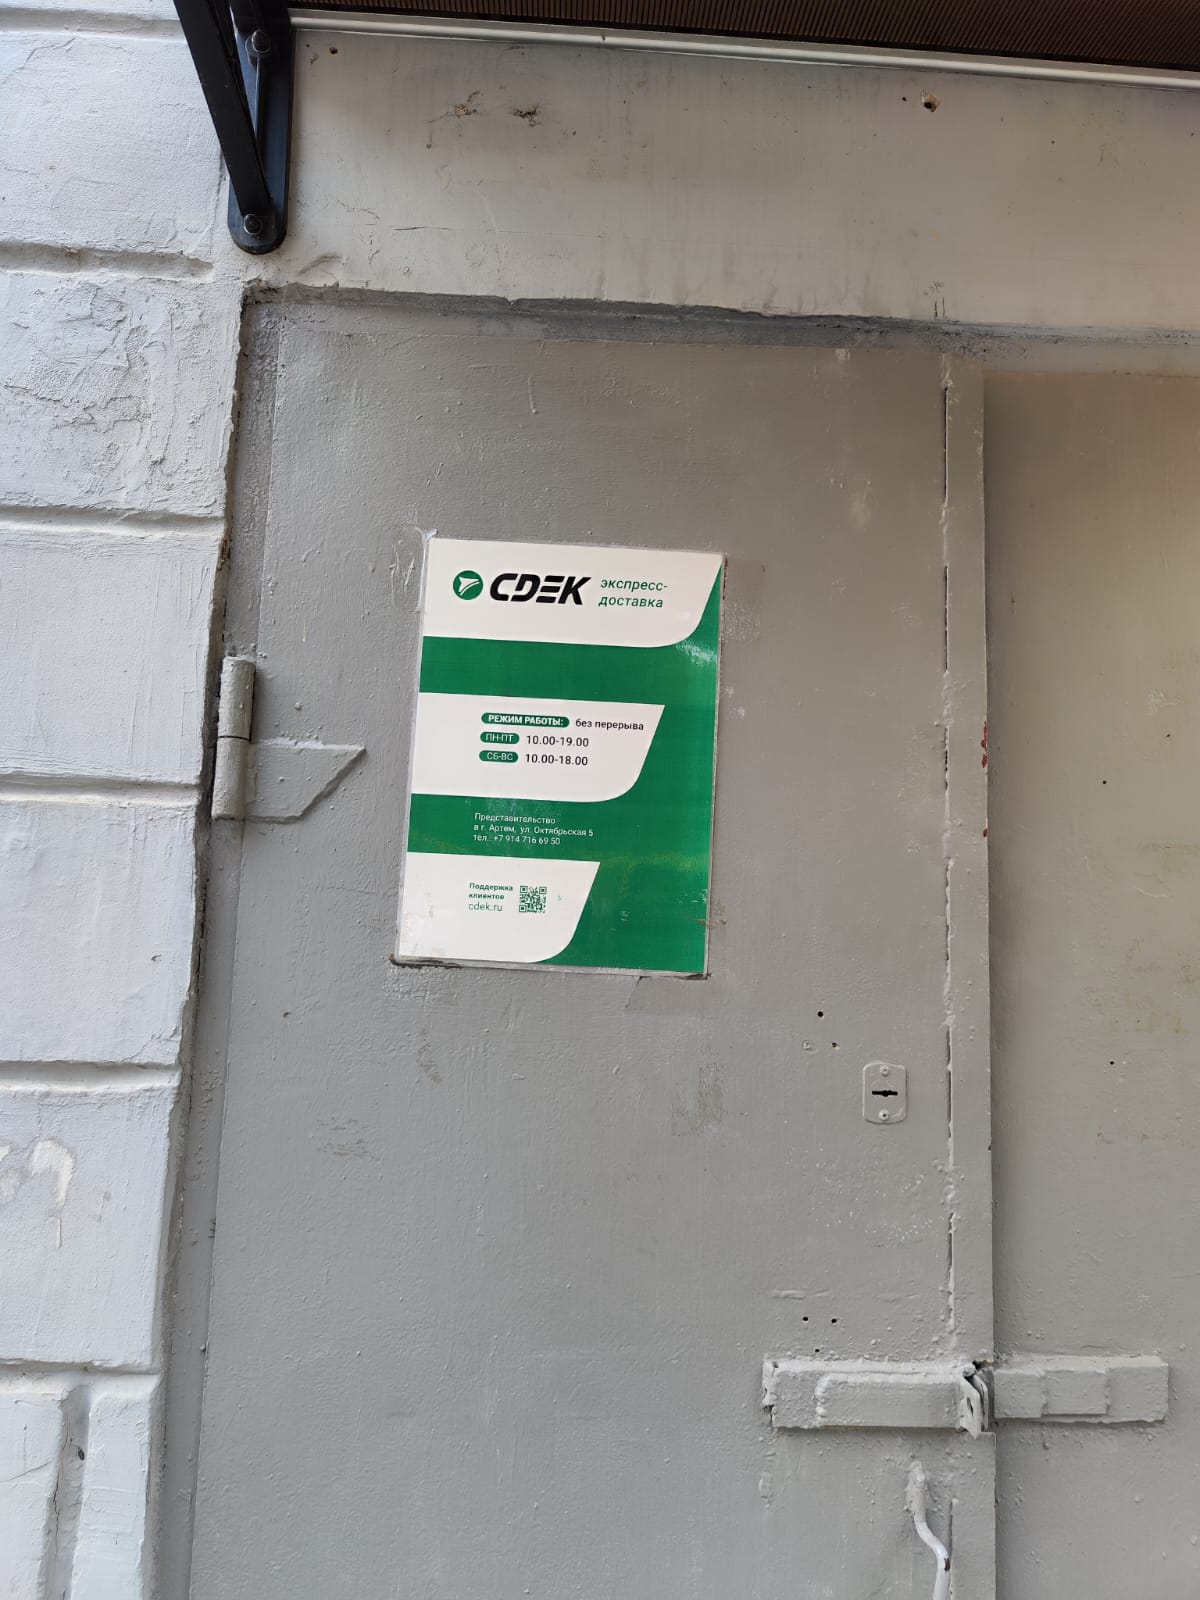 CDEK экспресс-
доставка
РЕЖИМ РАБОТЫ: без перерыва
ПН-ПТ 10.00-19.00
СБ-ВС 10.00-18.00
Представительство
в г. Артем, ул. Октябрьская 5
тел.: +7 914 716 69 50
Поддержка
клиентов
cdek.ru